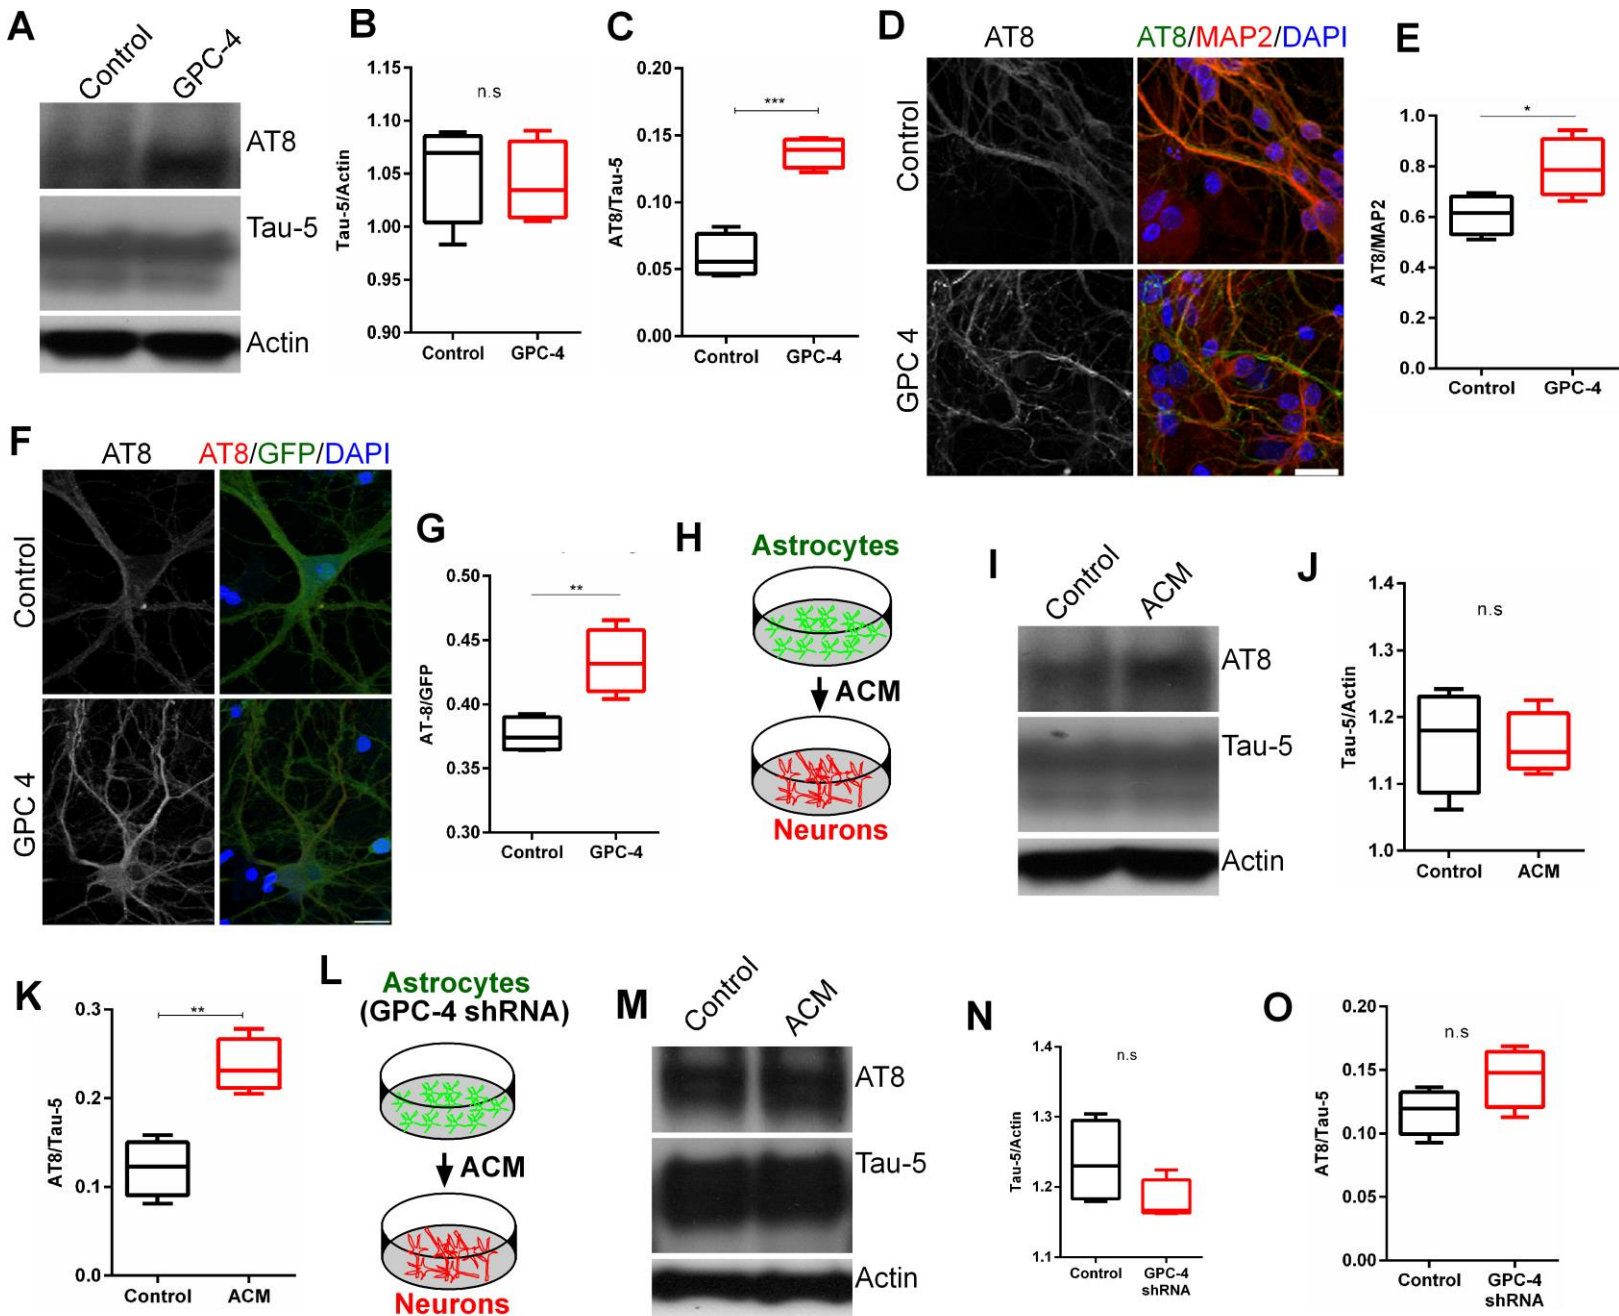 A
Control
GPC-4
AT8
Tau-5
Actin
B
1.15
1.10
1.05
1.00
0.95
0.90
Tau-5/Actin
n.s
Control
GPC-4
C
0.20
0.15
0.10
0.05
0.00
AT8/Tau-5
***
Control
GPC-4
D
AT8
AT8/MAP2/DAPI
Control
GPC 4
E
1.0
0.8
0.6
0.4
0.2
0.0
AT8/MAP2
*
Control
GPC-4
F
AT8
AT8/GFP/DAPI
Control
GPC 4
G
0.50
0.45
0.40
0.35
0.30
AT-8/GFP
**
Control
GPC-4
H
Astrocytes
ACM
Neurons
I
Control
ACM
AT8
Tau-5
Actin
J
1.4
1.3
1.2
1.1
1.0
Tau-5/Actin
n.s
Control
ACM
K
0.3
0.2
0.1
0.0
AT8/Tau-5
**
Control
ACM
L
Astrocytes
(GPC-4 shRNA)
ACM
Neurons
M
Control
ACM
AT8
Tau-5
Actin
N
1.4
1.3
1.2
1.1
Tau-5/Actin
n.s
Control
GPC-4
shRNA
O
0.20
0.15
0.10
0.05
0.00
AT8/Tau-5
n.s
Control
GPC-4
shRNA